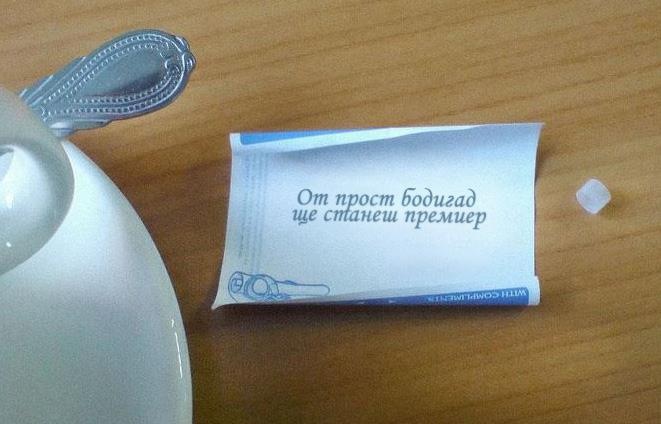 От прост бодигад
ще станеш премиер
WITH COMPLIMENTS